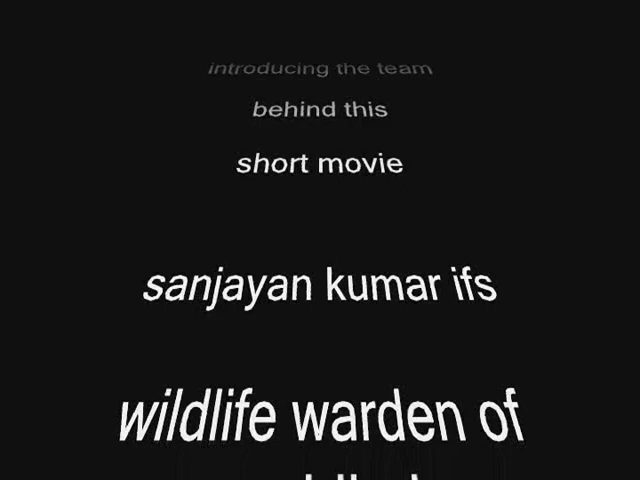 introducing the team
behind this
short movie
sanjayan kumar ifs
wildlife warden of